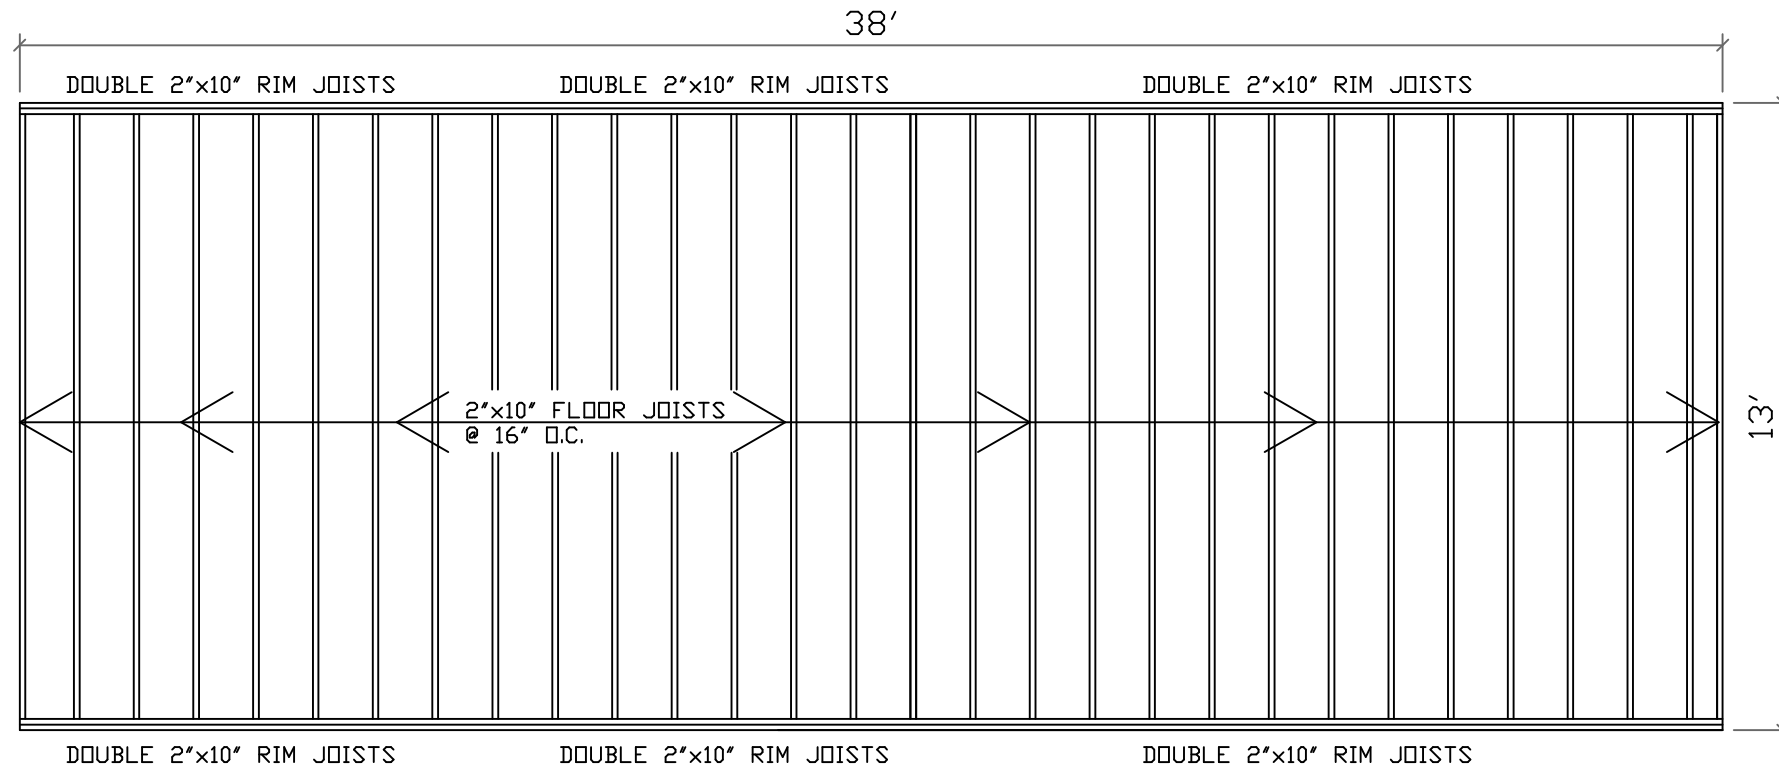 38'
DOUBLE 2"x10" RIM JOISTS
DOUBLE 2"x10" RIM JOISTS
DOUBLE 2"x10" RIM JOISTS
2"x10" FLOOR JOISTS
@ 16" O.C.
13'
DOUBLE 2"x10" RIM JOISTS
DOUBLE 2"x10" RIM JOISTS
DOUBLE 2"x10" RIM JOISTS